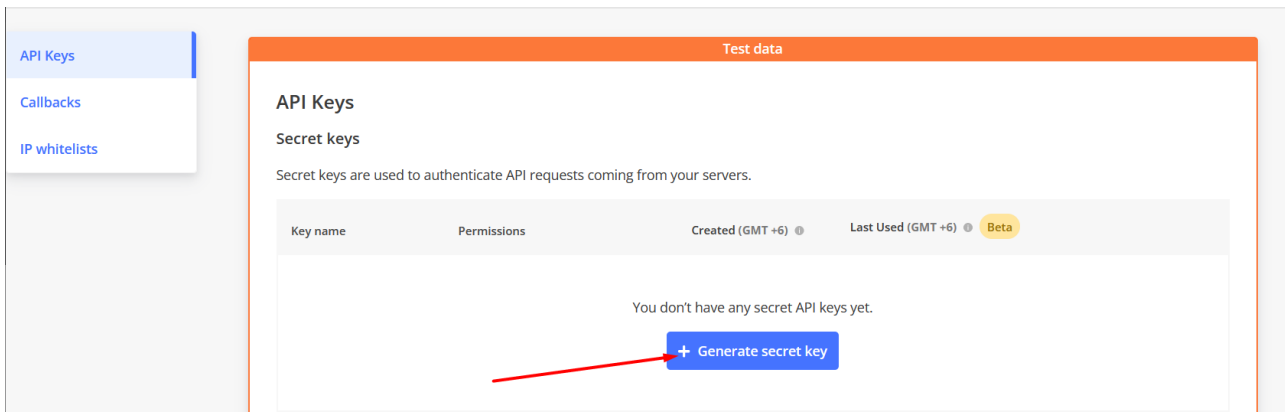 API Keys
Callbacks
IP whitelists
Test data
API Keys
Secret keys
Secret keys are used to authenticate API requests coming from your servers.
Key name Permissions Created (GMT +6) Last Used (GMT +6) Beta
You don’t have any secret API keys yet.
+ Generate secret key